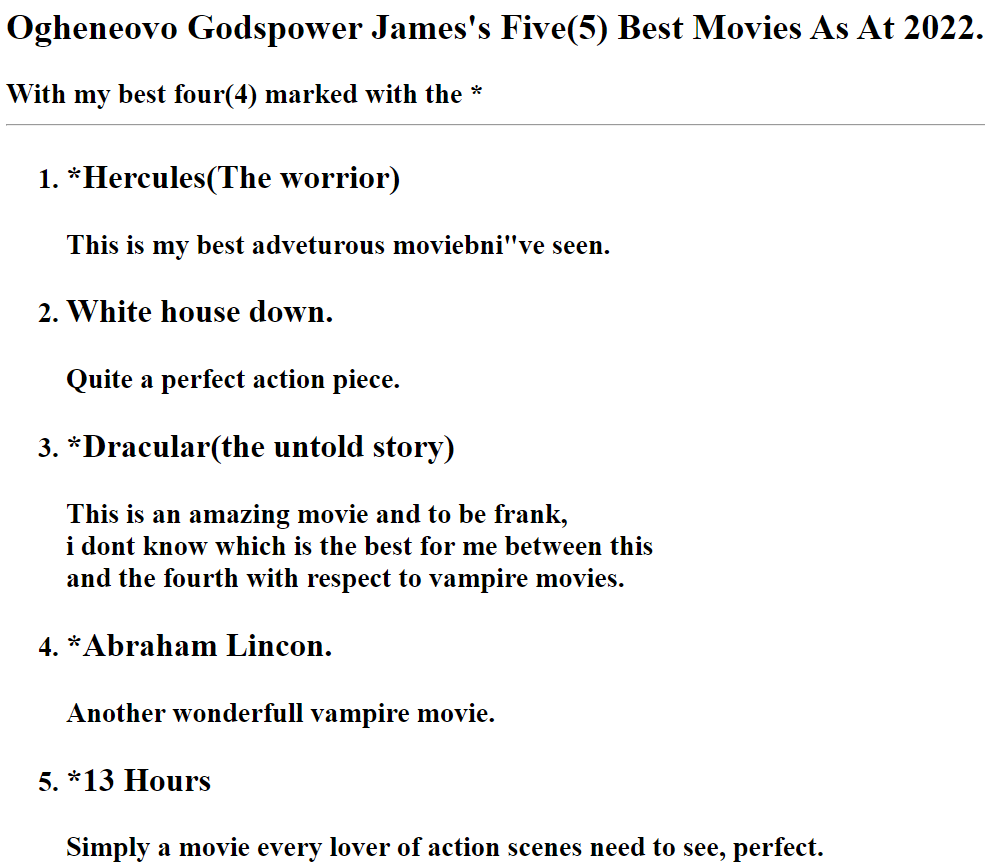 Ogheneovo Godspower James's Five(5) Best Movies As At 2022.
With my best four(4) marked with the *
1. *Hercules(The worrior)
This is my best adveturous moviebni"ve seen.
2. White house down.
Quite a perfect action piece.
3. *Dracular(the untold story)
This is an amazing movie and to be frank,
i dont know which is the best for me between this
and the fourth with respect to vampire movies.
4. *Abraham Lincon.
Another wonderfull vampire movie.
5. *13 Hours
Simply a movie every lover of action scenes need to see, perfect.